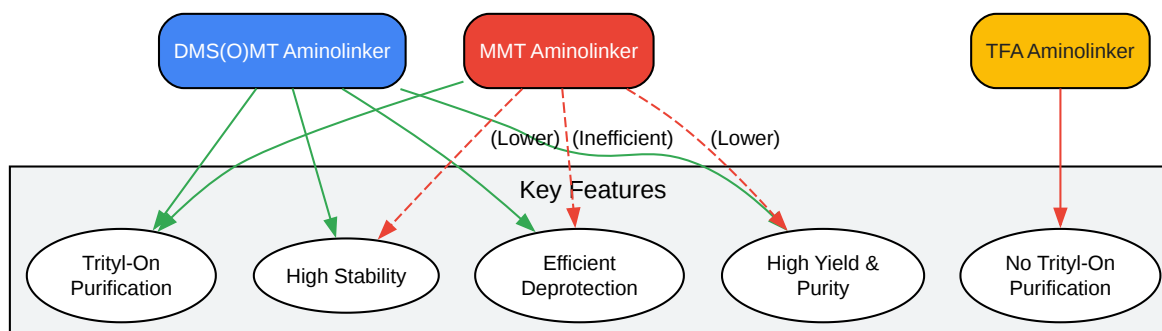 DMS(O)MT Aminolinker
MMT Aminolinker
TFA Aminolinker
(Lower)
(Inefficient)
(Lower)
Key Features
Trityl-On
Purification
High Stability
Efficient
Deprotection
High Yield &
Purity
No Trityl-On
Purification